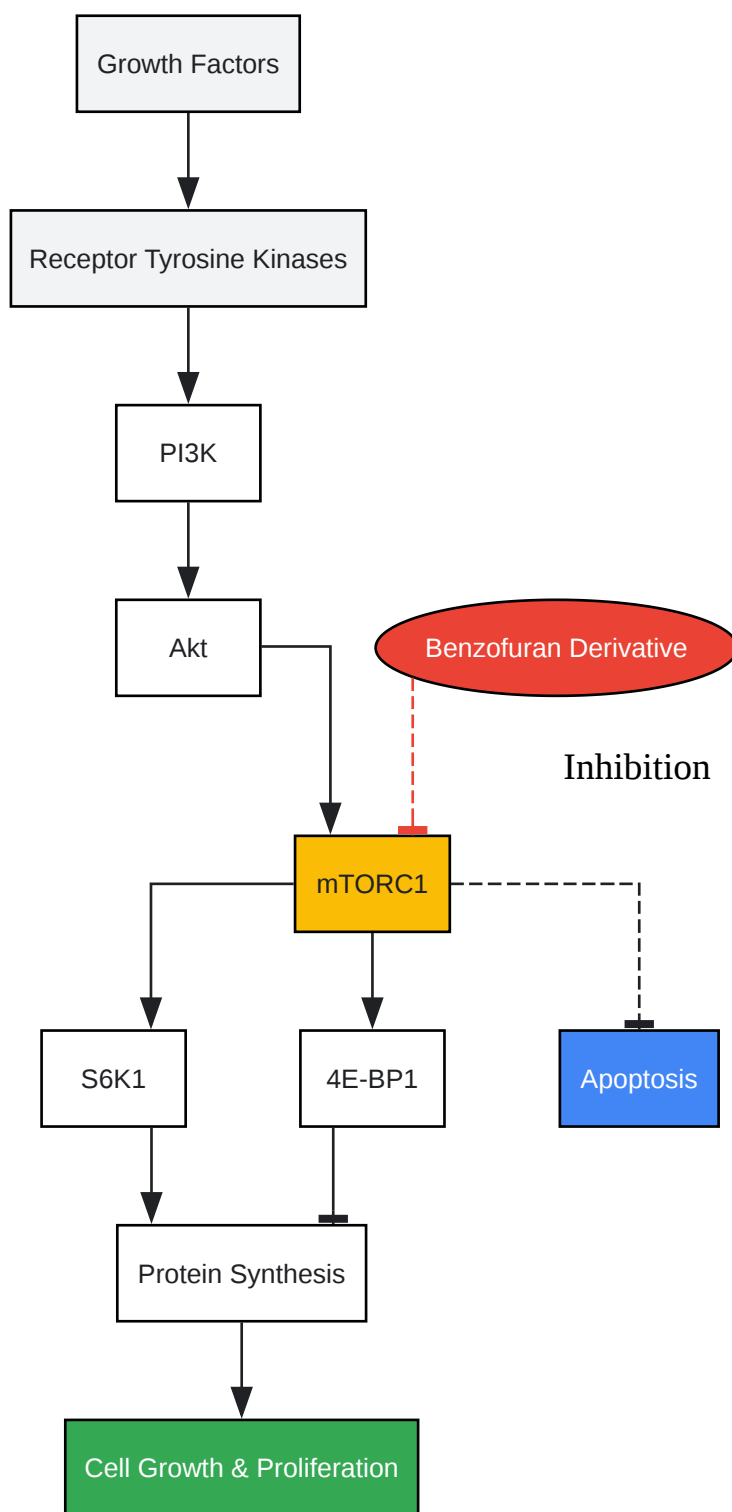 Growth Factors
Receptor Tyrosine Kinases
PI3K
Akt
Benzofuran Derivative
Inhibition
mTORC1
S6K1
4E-BP1
Apoptosis
Protein Synthesis
Cell Growth & Proliferation